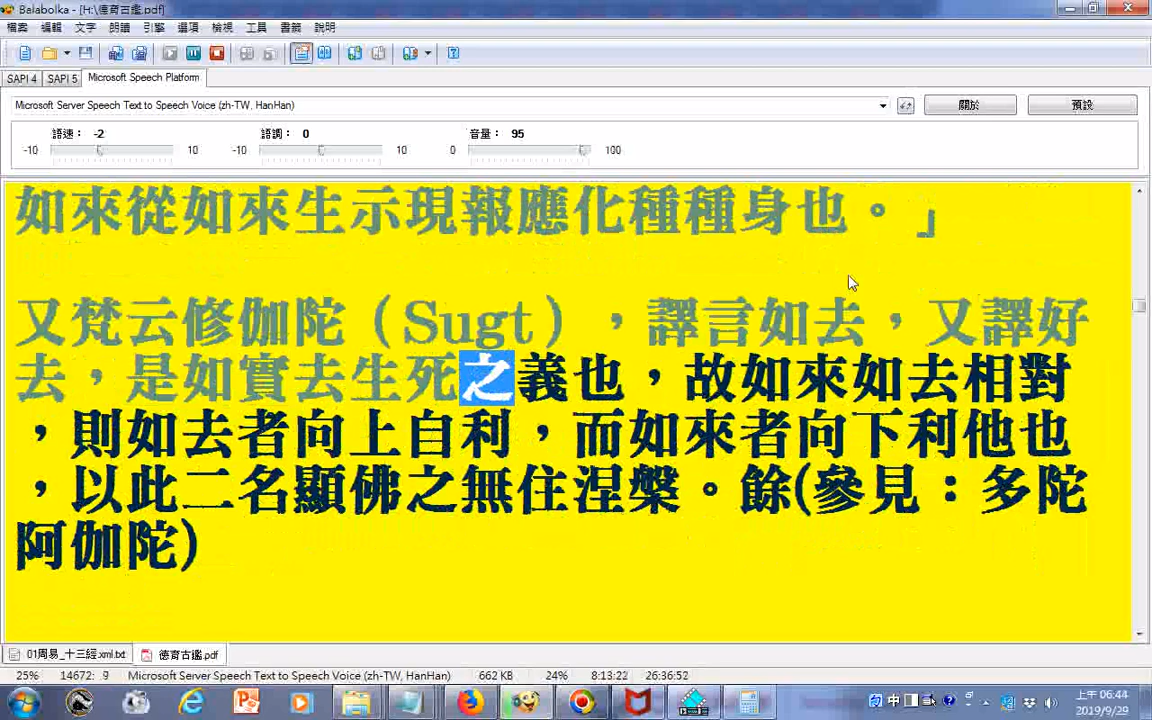 Balabolka - [H:\德育古鑑.pdf]
檔案 編輯 文字 朗讀 引擎 選項 檢視 工具 書籤 說明
SAPI 4 SAPI 5 Microsoft Speech Platform
Microsoft Server Speech Text to Speech Voice (zh-TW, HanHan) 關於 預設
語速： -2 語調： 0 音量： 95
-10 10 -10 10 0 100
如來從如來生示現報應化種種身也。」
又梵云修伽陀（Sugt），譯言如去，又譯好
去，是如實去生死之義也，故如來如去相對
，則如去者向上自利，而如來者向下利他也
，以此二名顯佛之無住涅槃。餘(參見：多陀
阿伽陀)
01周易_十三經.xml.txt 德育古鑑.pdf
25% 14672: 9 Microsoft Server Speech Text to Speech Voice (zh-TW, HanHan) 662 KB 24% 8:13:22 26:36:52
中 上午 06:44
2019/9/29